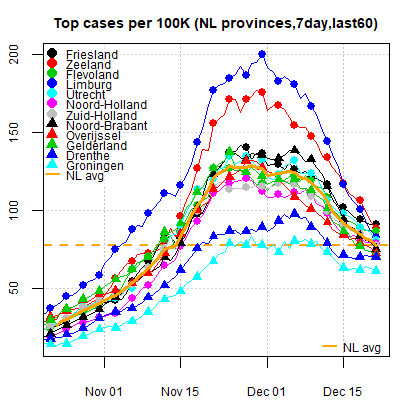 Top cases per 100K (NL provinces,7day,last60)
200
150
100
50
Friesland
Zeeland
Flevoland
Limburg
Utrecht
Noord-Holland
Zuid-Holland
Noord-Brabant
Overijssel
Gelderland
Drenthe
Groningen
NL avg
NL avg
Nov 01
Nov 15
Dec 01
Dec 15